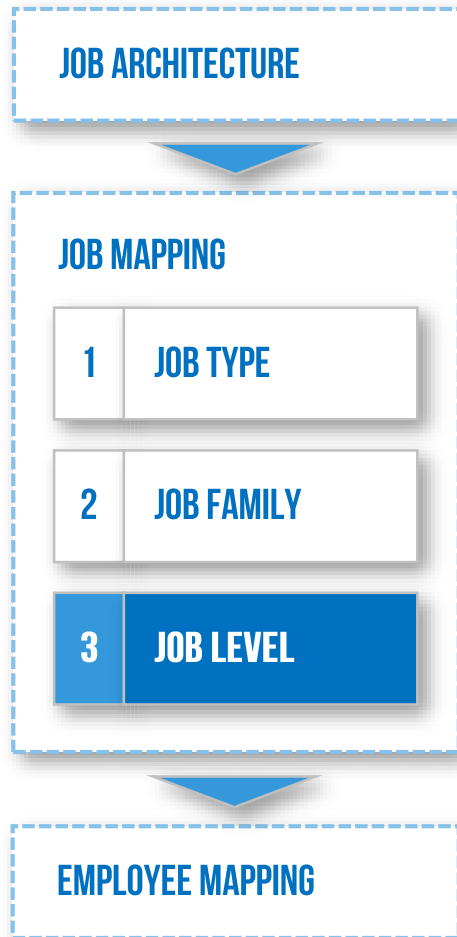 JOB ARCHITECTURE
JOB MAPPING
1 JOB TYPE
2 JOB FAMILY
3 JOB LEVEL
EMPLOYEE MAPPING